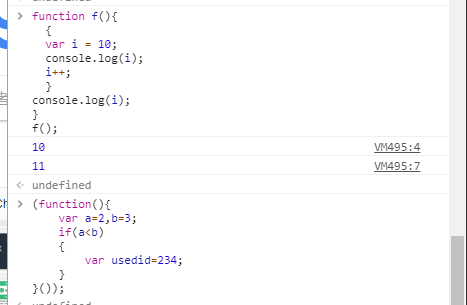 undefined
> function f(){
{
var i = 10;
console.log(i);
i++;
}
console.log(i);
}
f();
10 VM495:4
11 VM495:7
undefined
> (function(){
var a=2,b=3;
if(a<b)
{
var usedid=234;
}
}());
undefined